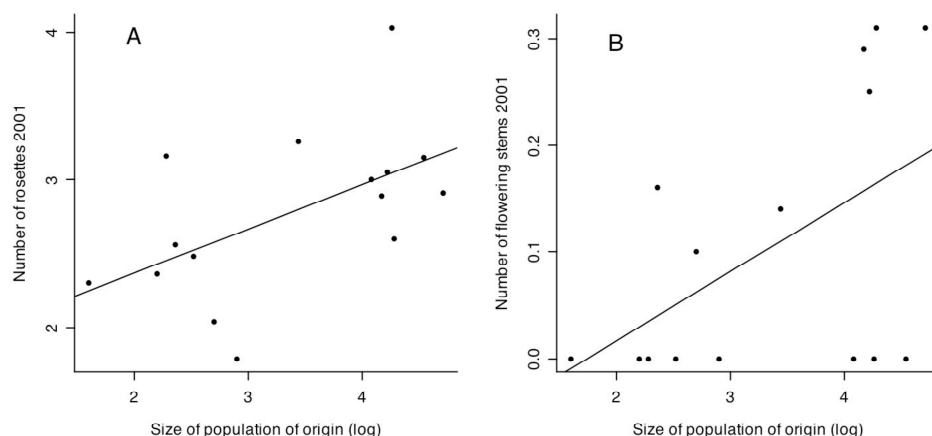 A
Number of rosettes 2001
4
3
2
2 3 4
Size of population of origin (log)
B
Number of flowering stems 2001
0.3
0.2
0.1
0.0
2 3 4
Size of population of origin (log)